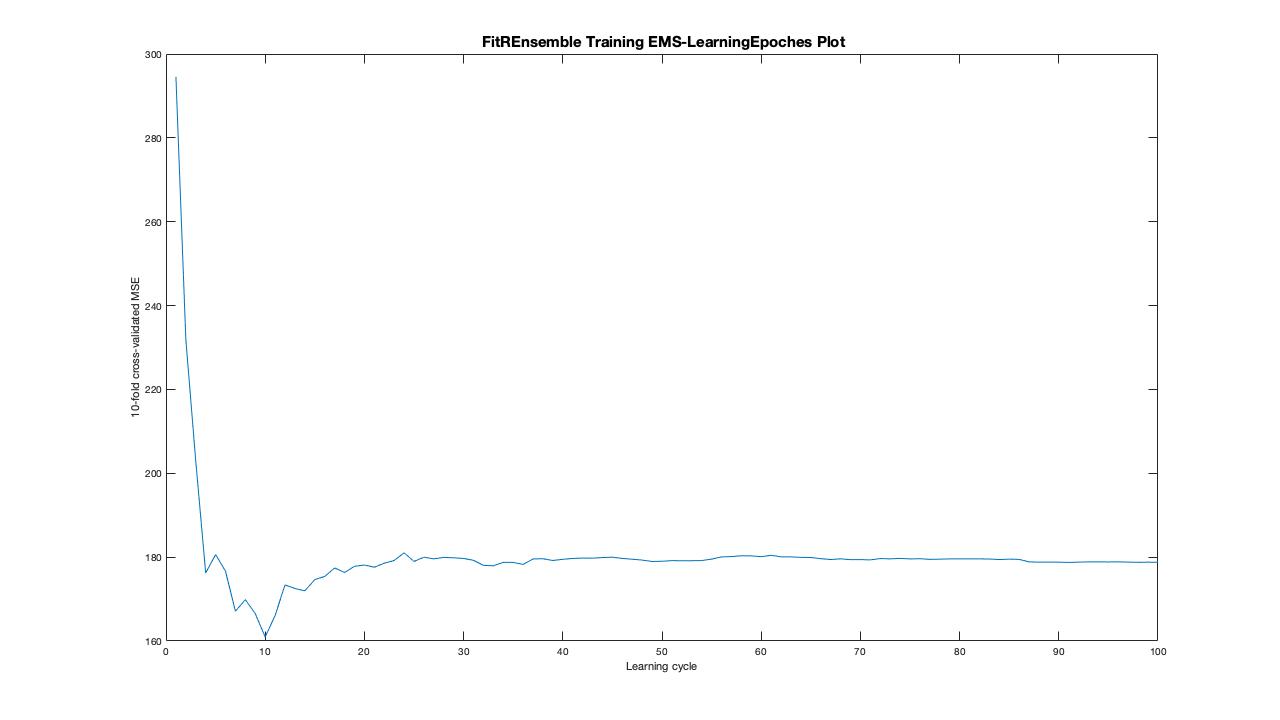 FitREnsemble Training EMS-LearningEpoches Plot
300
280
260
240
220
200
180
160
10-fold cross-validated MSE
0 10 20 30 40 50 60 70 80 90 100
Learning cycle